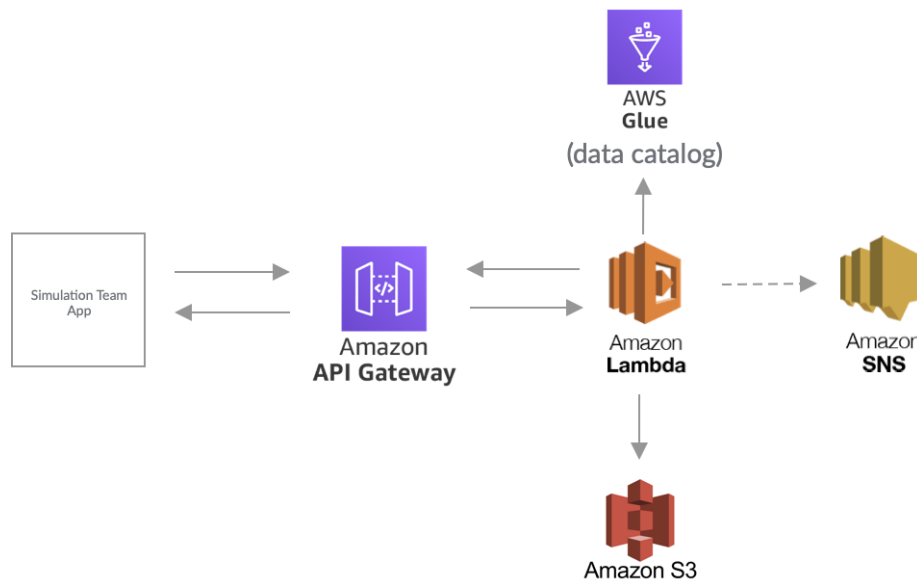 AWS
Glue
(data catalog)
Simulation Team
App
Amazon
API Gateway
Amazon
Lambda
Amazon
SNS
Amazon S3